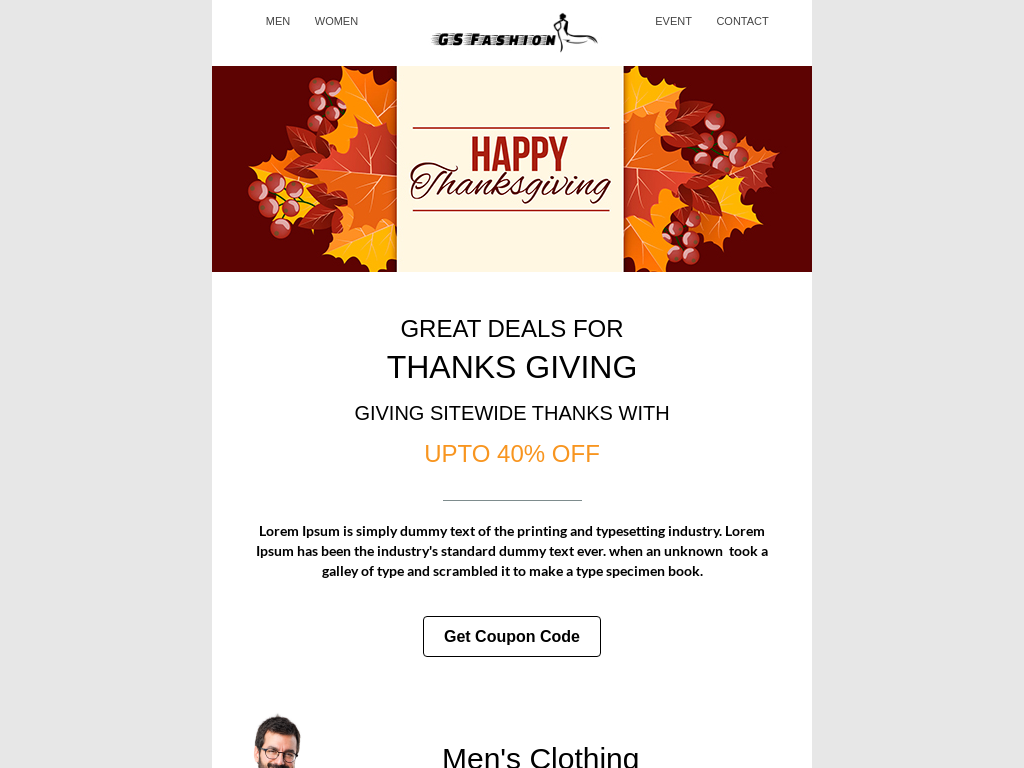 MEN WOMEN GS FASHION EVENT CONTACT
HAPPY
Thanksgiving
GREAT DEALS FOR
THANKS GIVING
GIVING SITEWIDE THANKS WITH
UPTO 40% OFF
Lorem Ipsum is simply dummy text of the printing and typesetting industry. Lorem
Ipsum has been the industry's standard dummy text ever. when an unknown  took a
galley of type and scrambled it to make a type specimen book.
Get Coupon Code
Men's Clothing